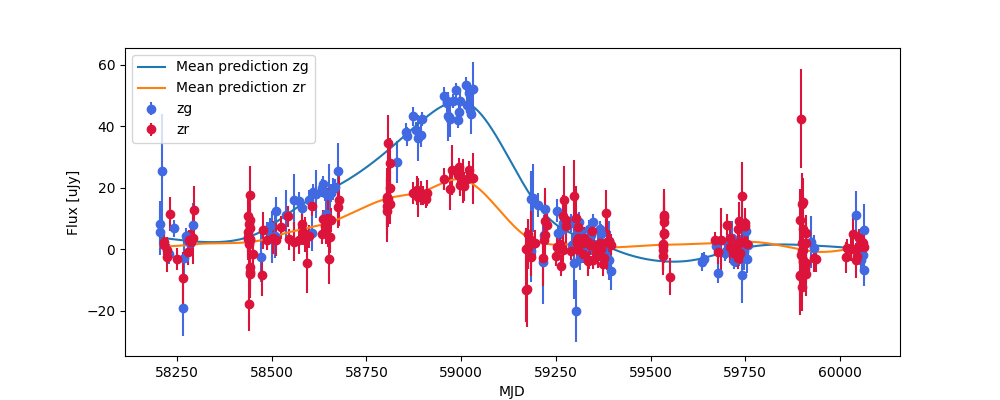 60
40
20
0
−20
Flux [uJy]
Mean prediction zg
Mean prediction zr
zg
zr
58250 58500 58750 59000 59250 59500 59750 60000
MJD